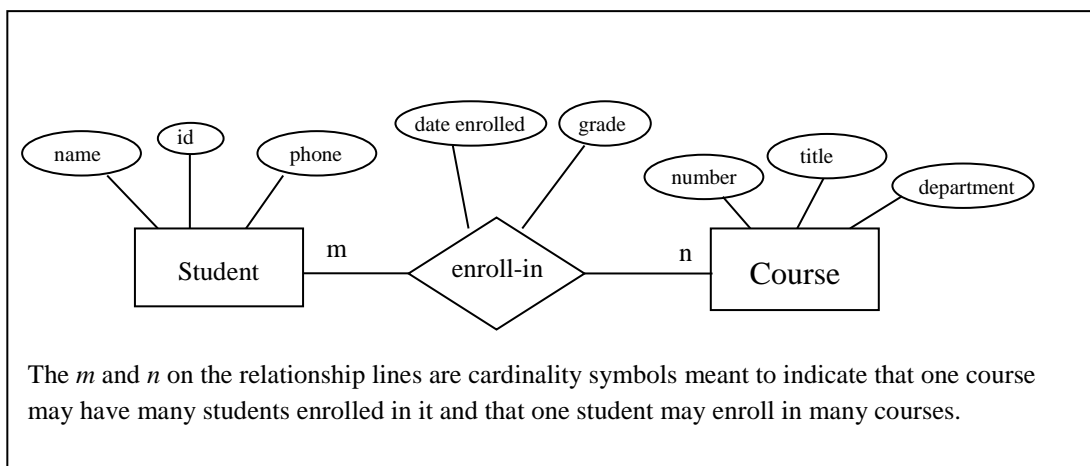 date enrolled
grade
id
name
phone
title
number
department
m
n
Student
enroll-in
Course
The m and n on the relationship lines are cardinality symbols meant to indicate that one course
may have many students enrolled in it and that one student may enroll in many courses.